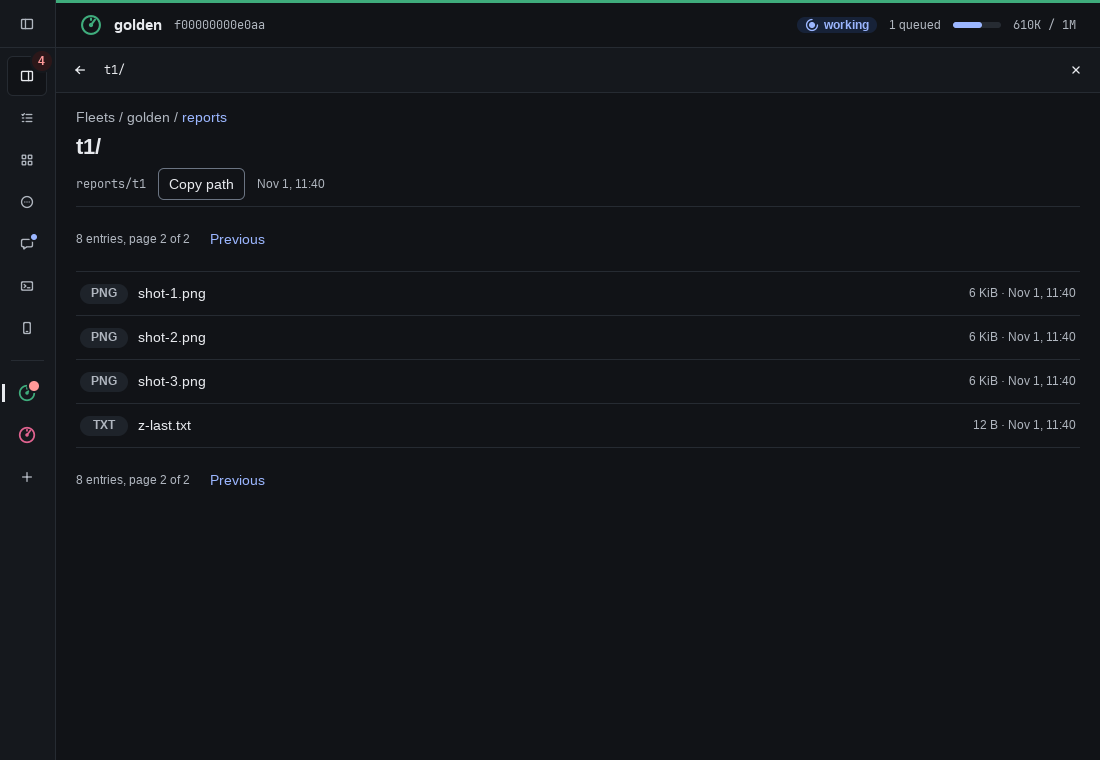 golden f00000000e0aa working 1 queued 610K / 1M
4
t1/
Fleets / golden / reports
t1/
reports/t1 Copy path Nov 1, 11:40
8 entries, page 2 of 2 Previous
PNG shot-1.png 6 KiB · Nov 1, 11:40
PNG shot-2.png 6 KiB · Nov 1, 11:40
PNG shot-3.png 6 KiB · Nov 1, 11:40
TXT z-last.txt 12 B · Nov 1, 11:40
8 entries, page 2 of 2 Previous